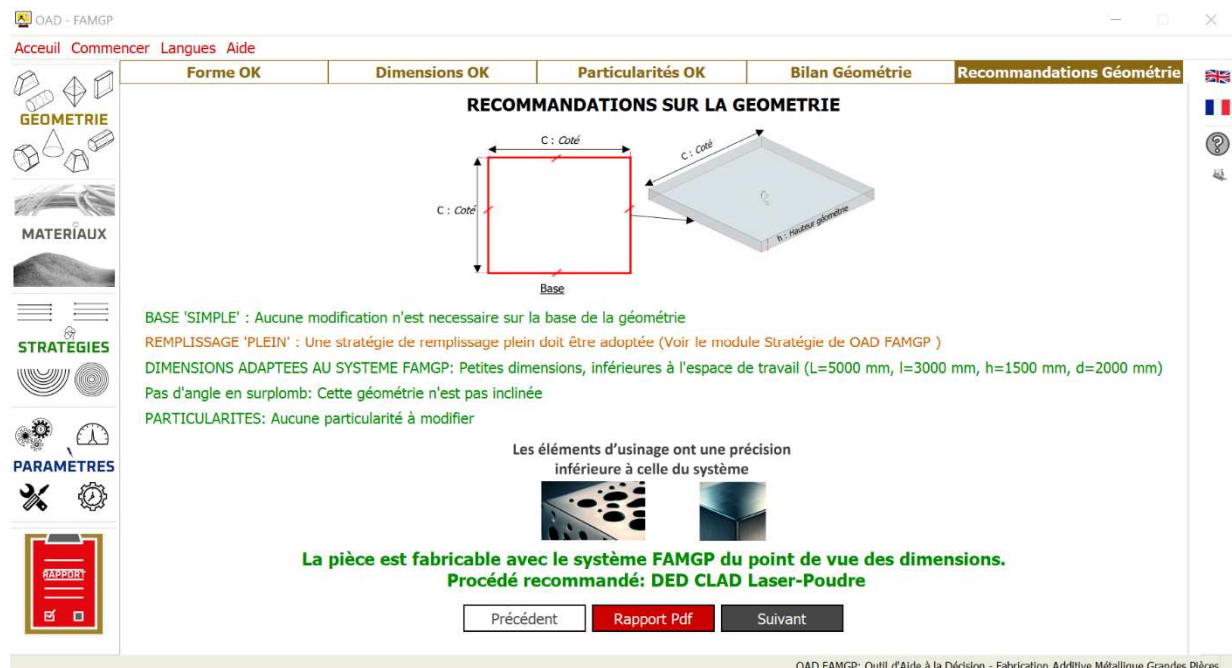 OAD - FAMGP
Acceuil Commencer Langues Aide
Forme OK
Dimensions OK
Particularités OK
Bilan Géométrie
Recommandations Géométrie
GÉOMÉTRIE
MATÉRIAUX
STRATÉGIES
PARAMÈTRES
RAPPORT
RECOMMANDATIONS SUR LA GEOMETRIE
C : Coté
C : Coté
C : Coté
h : Hauteur géométrie
Base
BASE 'SIMPLE' : Aucune modification n'est necessaire sur la base de la géométrie
REMPLISSAGE 'PLEIN' : Une stratégie de remplissage plein doit être adoptée (Voir le module Stratégie de OAD FAMGP )
DIMENSIONS ADAPTEES AU SYSTEME FAMGP: Petites dimensions, inférieures à l'espace de travail (L=5000 mm, l=3000 mm, h=1500 mm, d=2000 mm)
Pas d'angle en surplomb: Cette géométrie n'est pas inclinée
PARTICULARITES: Aucune particularité à modifier
Les éléments d'usinage ont une précision
inférieure à celle du système
La pièce est fabricable avec le système FAMGP du point de vue des dimensions.
Procédé recommandé: DED CLAD Laser-Poudre
Précédent
Rapport Pdf
Suivant
OAD FAMGP: Outil d'Aide à la Décision - Fabrication Additive Métallique Grandes Pièces